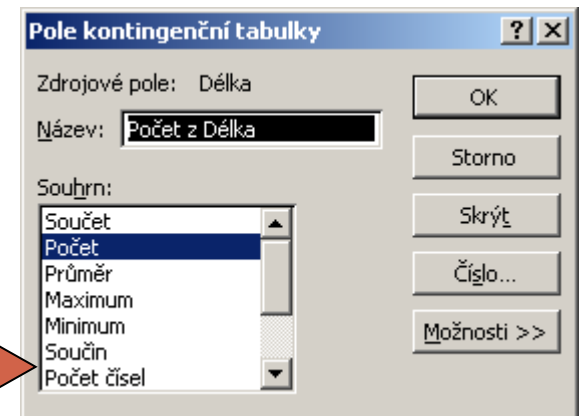 Pole kontingenční tabulky
Zdrojové pole: Délka
Název: Počet z Délka
Souhrn:
Součet
Počet
Průměr
Maximum
Minimum
Součin
Počet čísel
OK
Storno
Skrýt
Číslo...
Možnosti >>